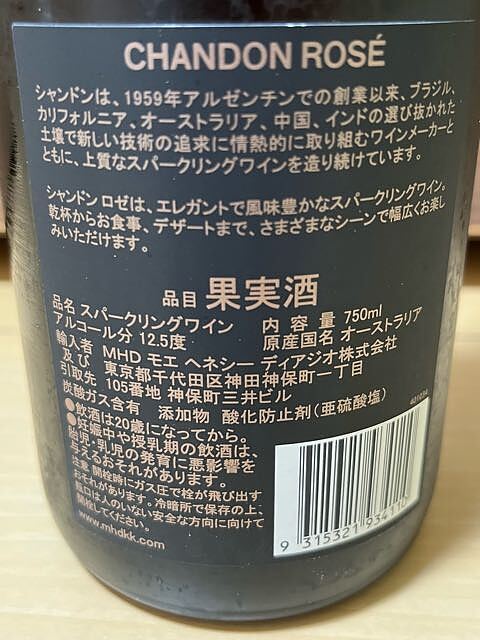 CHANDON ROSÉ
シャンドンは、1959年アルゼンチンでの創業以来、ブラジル、
カリフォルニア、オーストラリア、中国、インドの選び抜かれた
土壌で新しい技術の追求に情熱的に取り組むワインメーカーと
ともに、上質なスパークリングワインを造り続けています。
シャンドン ロゼは、エレガントで風味豊かなスパークリングワイン。
乾杯からお食事、デザートまで、さまざまなシーンで幅広くお楽し
みいただけます。
品目 果実酒
品名 スパークリングワイン 内容量 750ml
アルコール分 12.5度 原産国名 オーストラリア
輸入者 MHD モエ ヘネシー ディアジオ株式会社
及び 東京都千代田区神田神保町一丁目
引取先 105番地 神保町三井ビル
炭酸ガス含有 添加物 酸化防止剤(亜硫酸塩)
●飲酒は20歳になってから。
●妊娠中や授乳期の飲酒は、
胎児・乳児の発育に悪影響を
与えるおそれがあります。
注意 開栓時にガス圧で栓が飛び出す
おそれがあります。冷暗所で保存の上、
瓶口は人のいない安全な方向に向けて
開栓してください。
www.mhdkk.com